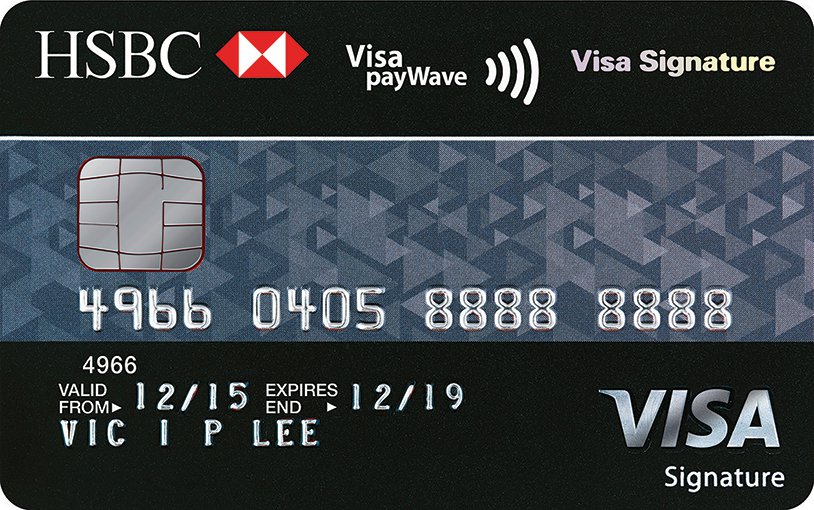 HSBC Visa payWave Visa Signature
4966 0405 8888 8888
4966
VALID FROM▸ 12/15 EXPIRES END ▸ 12/19
VIC I P LEE
VISA
Signature